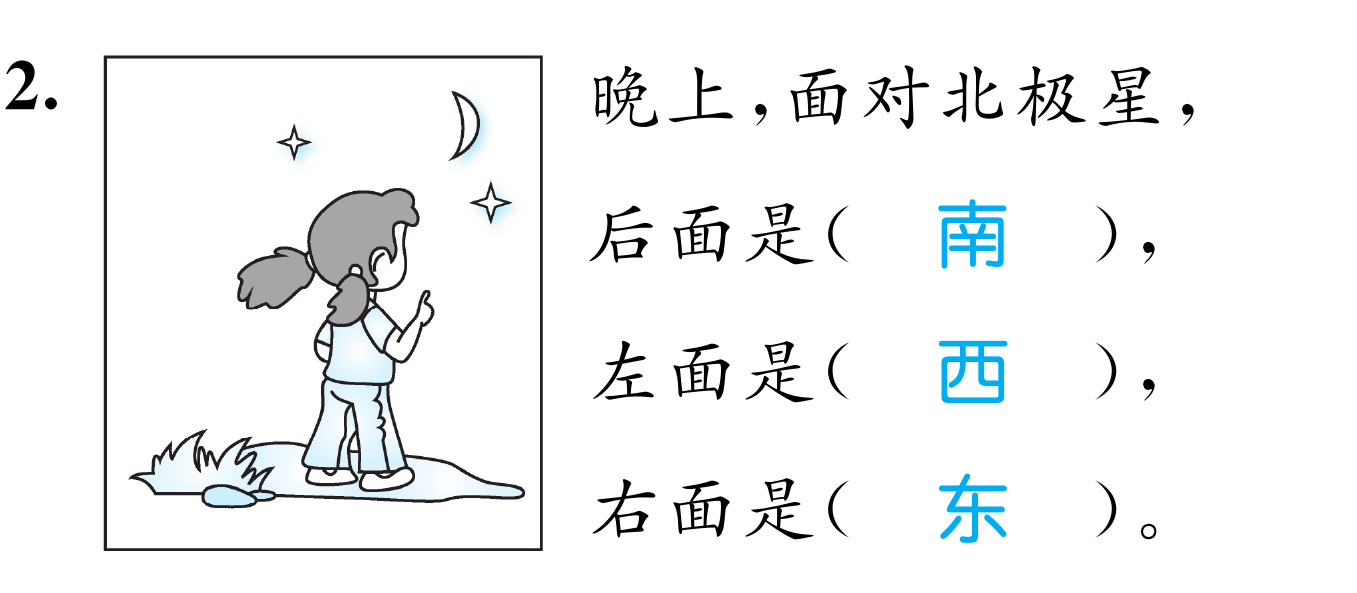 2. 晚上,面对北极星,
后面是( 南 ),
左面是( 西 ),
右面是( 东 )。